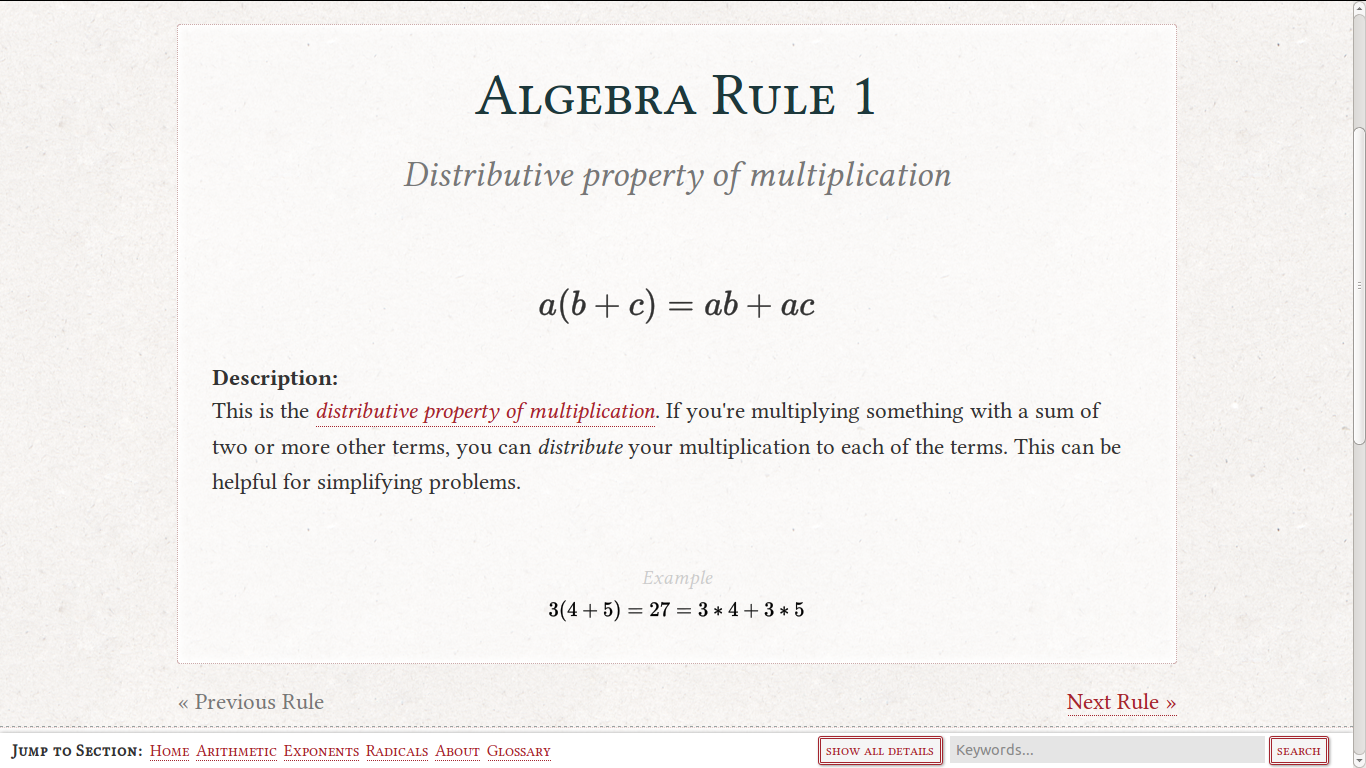 Algebra Rule 1
Distributive property of multiplication
a(b + c) = ab + ac
Description:
This is the distributive property of multiplication. If you're multiplying something with a sum of
two or more other terms, you can distribute your multiplication to each of the terms. This can be
helpful for simplifying problems.
Example
3(4 + 5) = 27 = 3 ∗ 4 + 3 ∗ 5
« Previous Rule Next Rule »
Jump to Section: Home Arithmetic Exponents Radicals About Glossary show all details Keywords... search